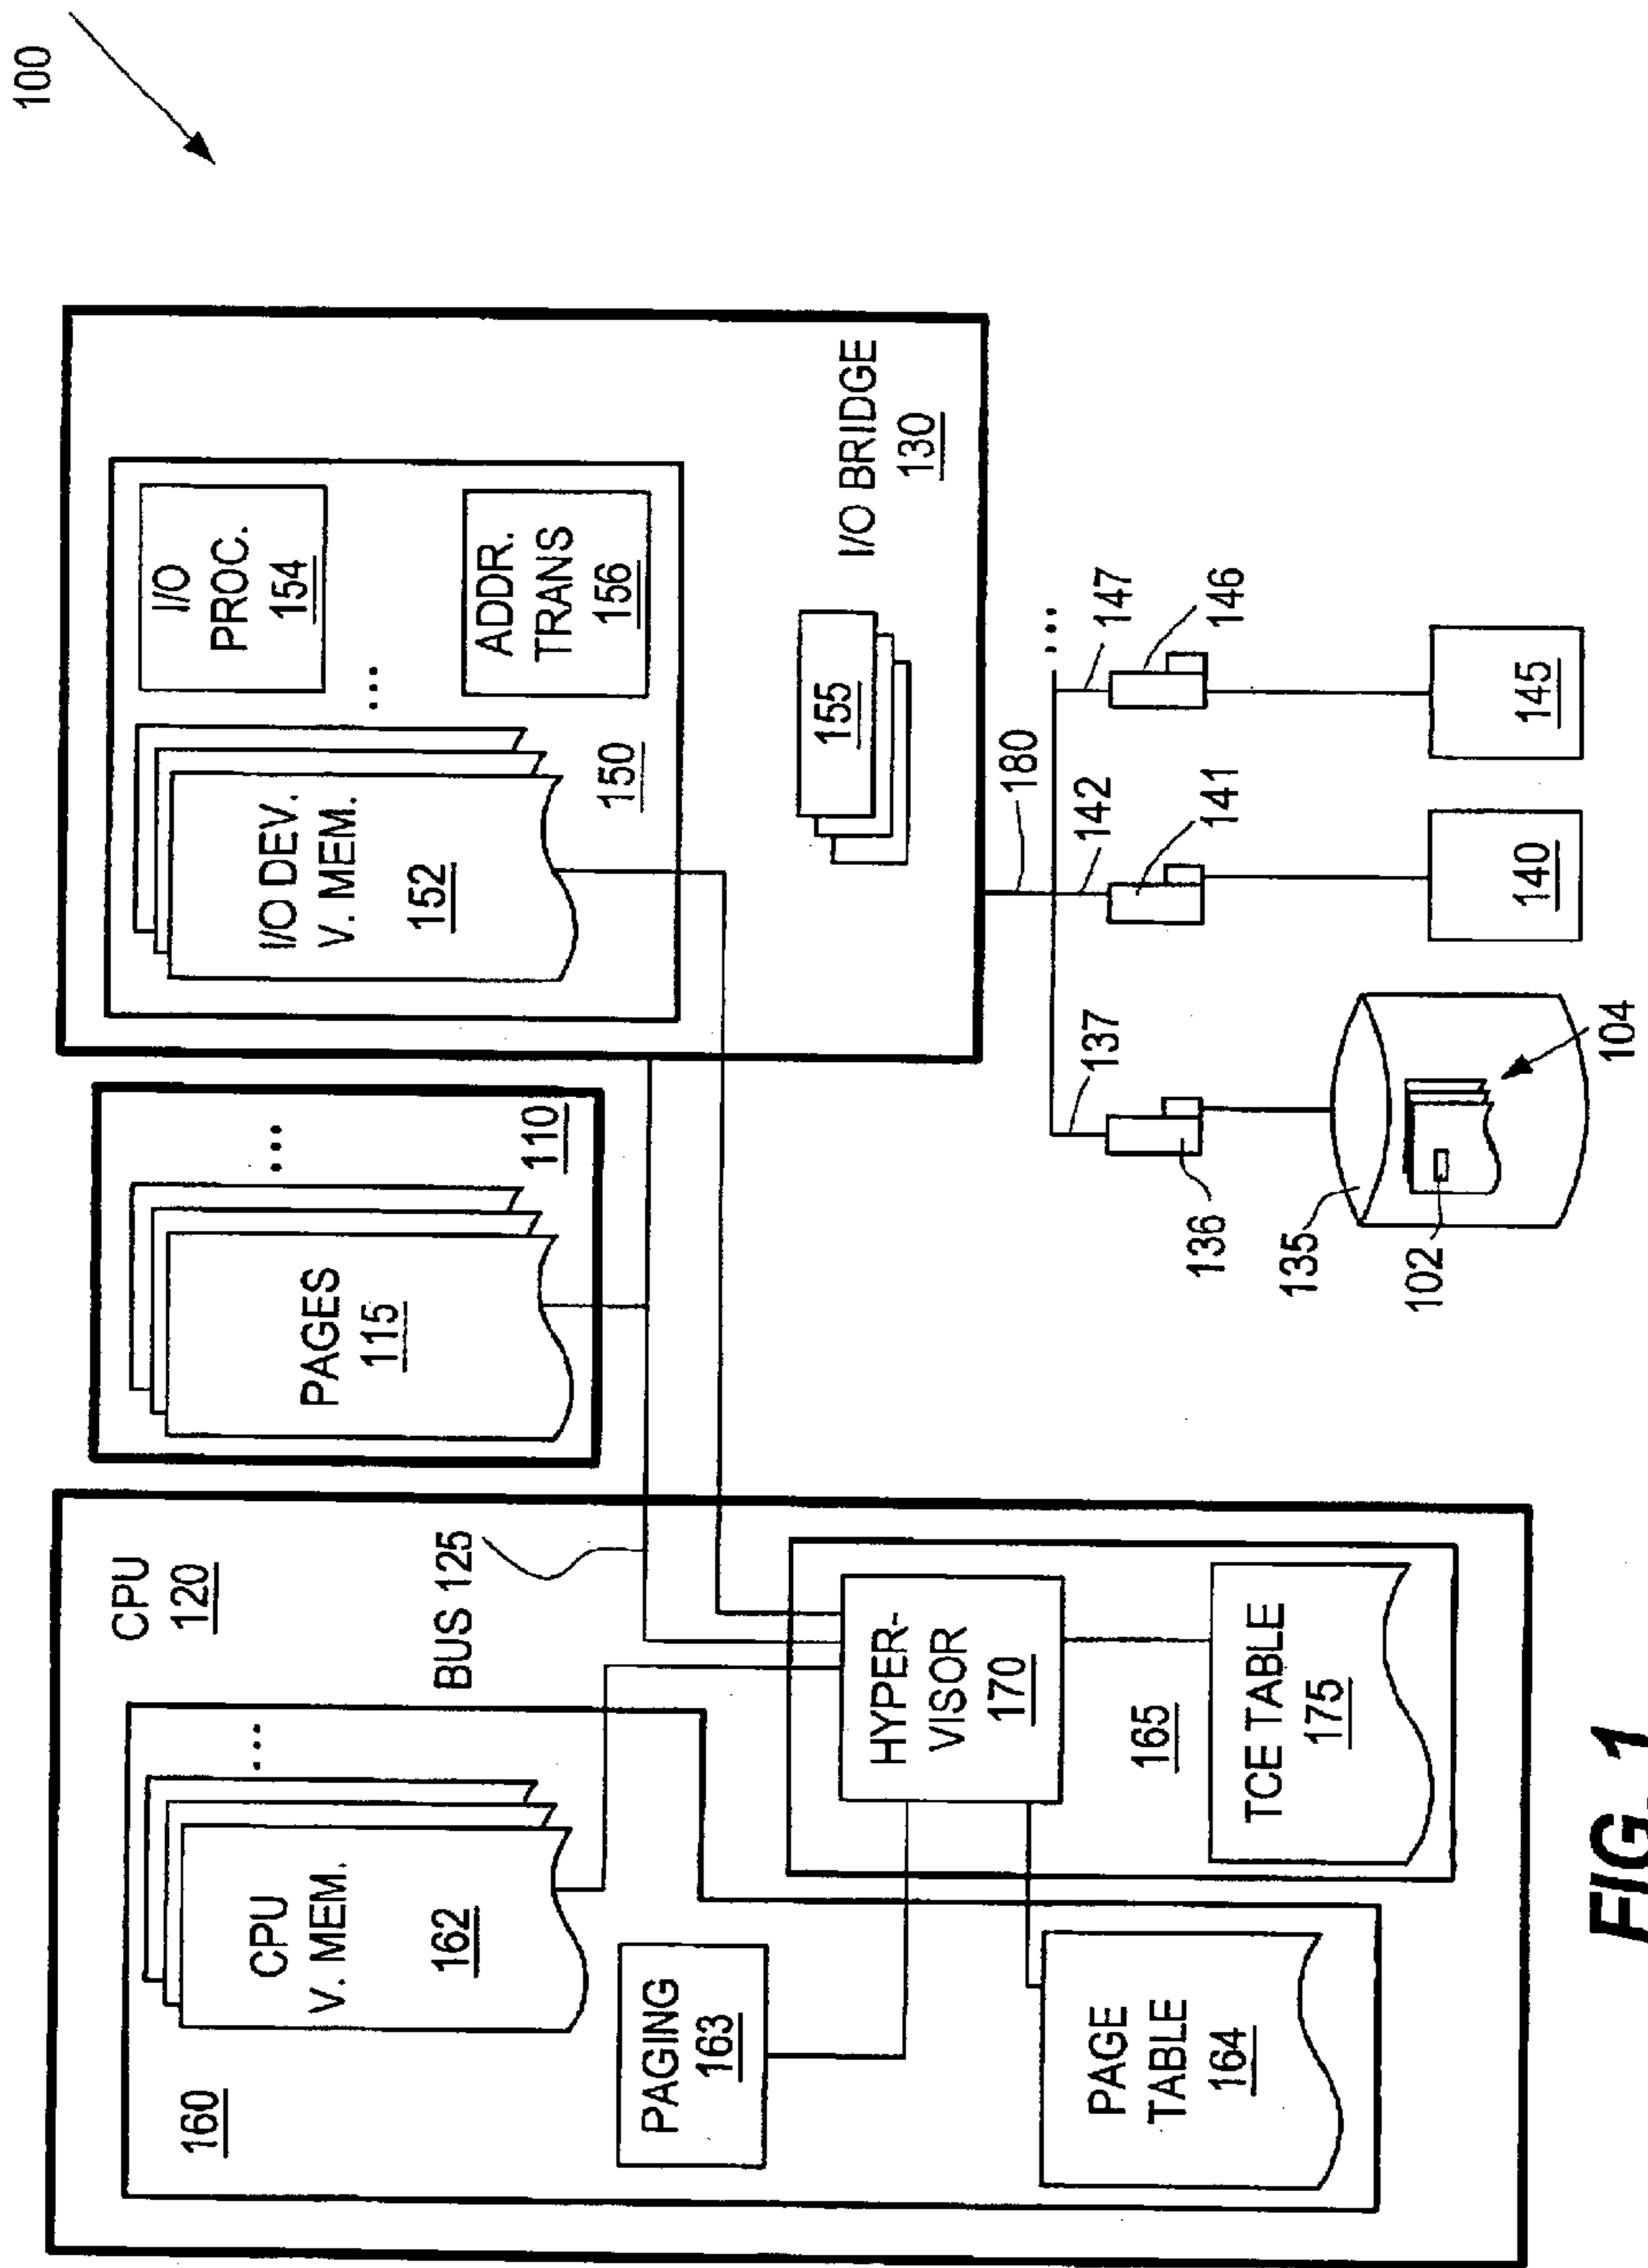 100
CPU
120
160
CPU
V. MEM.
162
...
PAGING
163
PAGE
TABLE
164
BUS 125
HYPER-
VISOR
170
165
TCE TABLE
175
PAGES
115
...
110
I/O DEV.
V. MEM.
152
...
150
I/O
PROC.
154
ADDR.
TRANS
156
155
I/O BRIDGE
130
180
...
137
142
147
136
141
146
135
102
104
140
145
FIG. 1